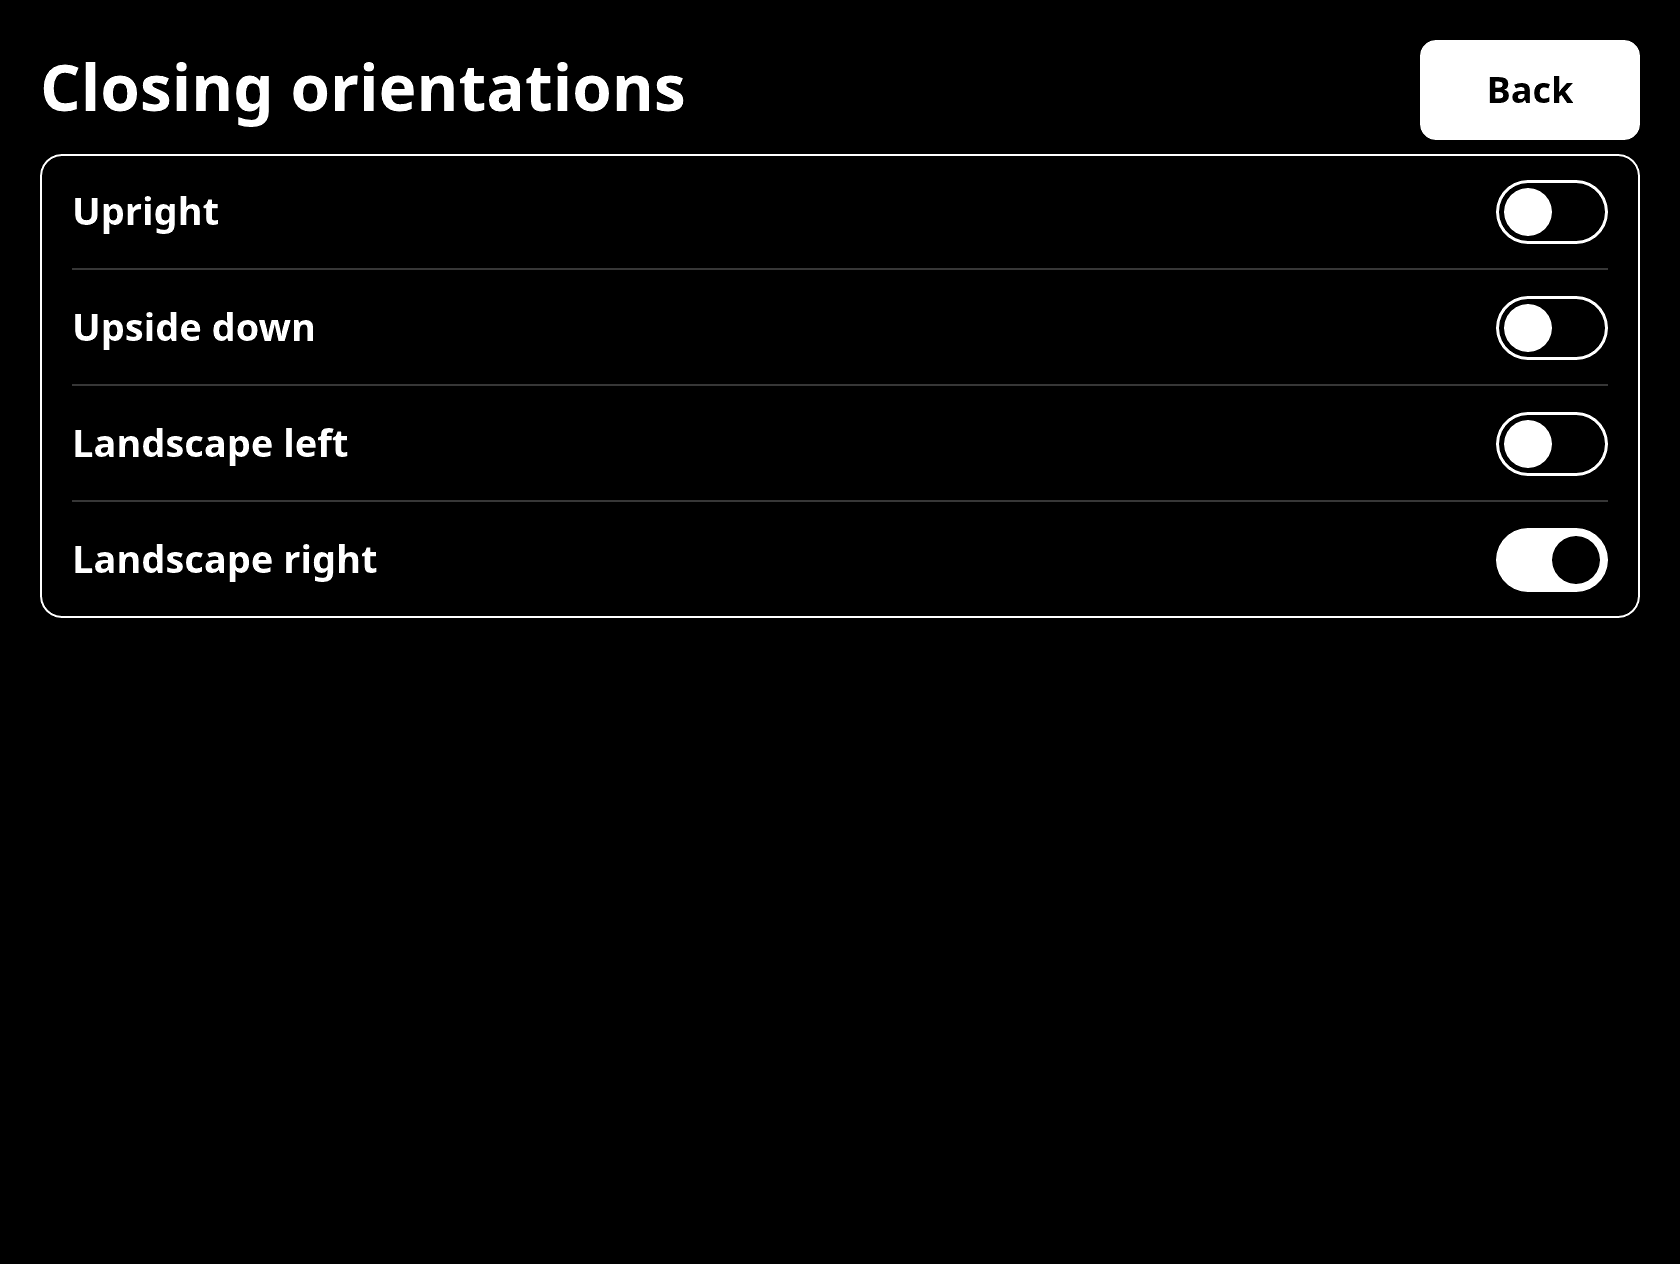 Closing orientations
Back
Upright
Upside down
Landscape left
Landscape right